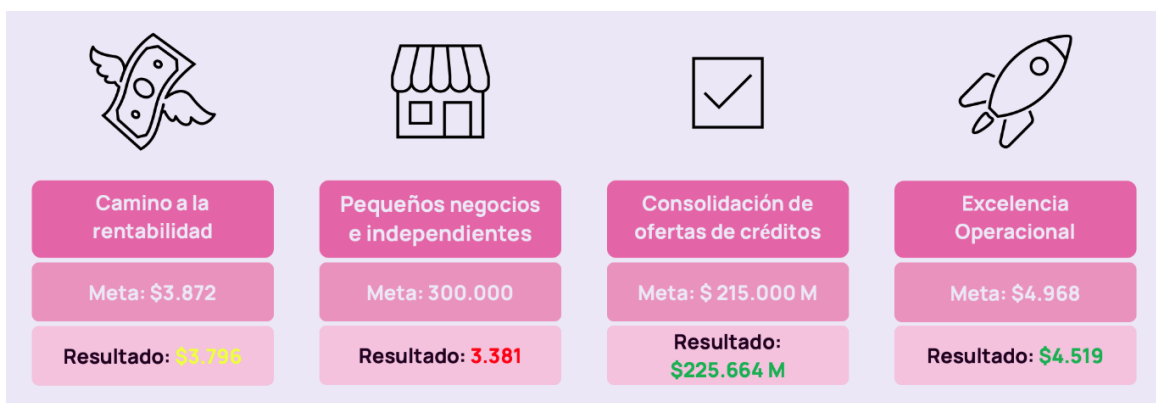 Camino a la
rentabilidad
Meta: $3.872
Resultado: $3.796
Pequeños negocios
e independientes
Meta: 300.000
Resultado: 3.381
Consolidación de
ofertas de créditos
Meta: $ 215.000 M
Resultado:
$225.664 M
Excelencia
Operacional
Meta: $4.968
Resultado: $4.519